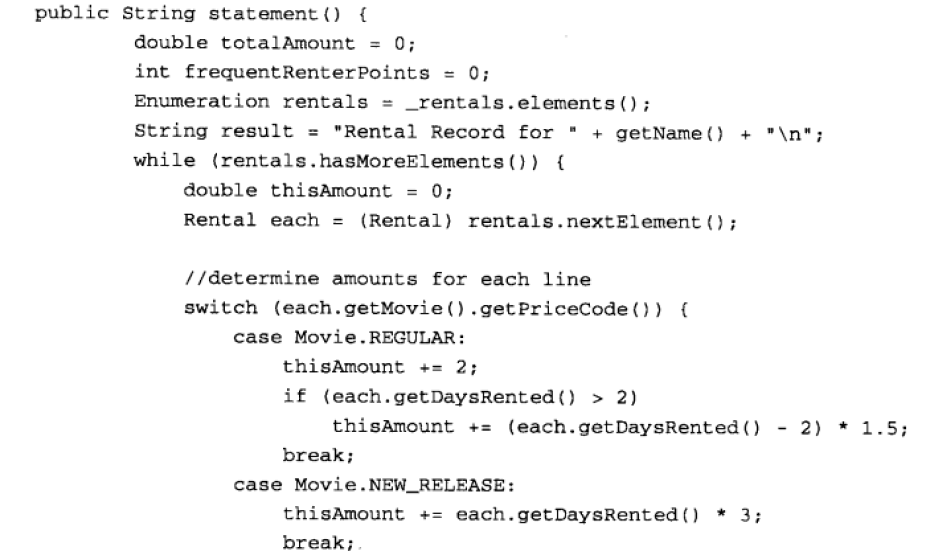 public String statement() {
double totalAmount = 0;
int frequentRenterPoints = 0;
Enumeration rentals = _rentals.elements();
String result = "Rental Record for " + getName() + "\n";
while (rentals.hasMoreElements()) {
double thisAmount = 0;
Rental each = (Rental) rentals.nextElement();
//determine amounts for each line
switch (each.getMovie().getPriceCode()) {
case Movie.REGULAR:
thisAmount += 2;
if (each.getDaysRented() > 2)
thisAmount += (each.getDaysRented() - 2) * 1.5;
break;
case Movie.NEW_RELEASE:
thisAmount += each.getDaysRented() * 3;
break;